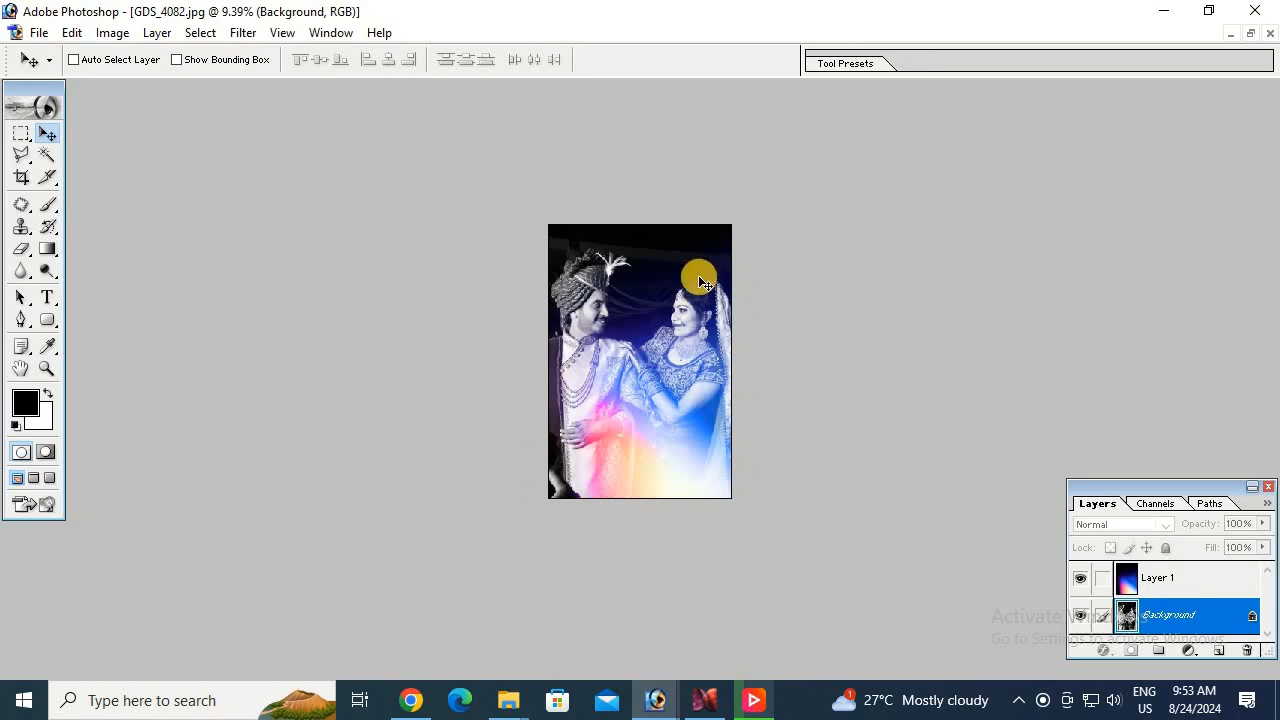 Adobe Photoshop - [GDS_4082.jpg @ 9.39% (Background, RGB)]
File Edit Image Layer Select Filter View Window Help
Auto Select Layer Show Bounding Box
Tool Presets
Layers Channels Paths
Normal Opacity: 100%
Lock: Fill: 100%
Layer 1
Background
Activate Windows
Go to Settings to activate Windows.
Type here to search
1
27°C Mostly cloudy
ENG
US
9:53 AM
8/24/2024